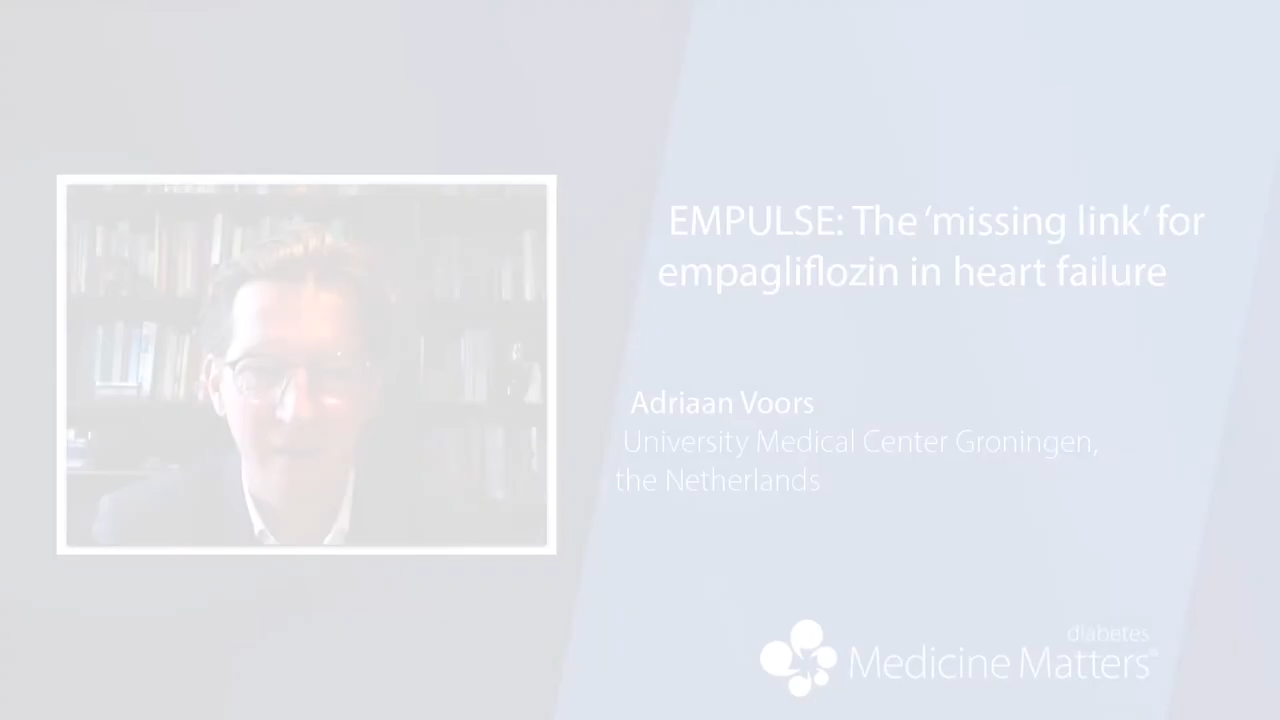 EMPULSE: The ‘missing link’ for
empagliflozin in heart failure
Adriaan Voors
University Medical Center Groningen,
the Netherlands
diabetes
Medicine Matters